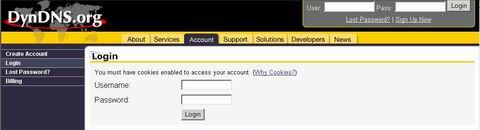 DynDNS.org
User: Pass: Login
Lost Password? | Sign Up Now
About Services Account Support Solutions Developers News
Create Account
Login
Lost Password?
Billing
Login
You must have cookies enabled to access your account. (Why Cookies?)
Username:
Password:
Login